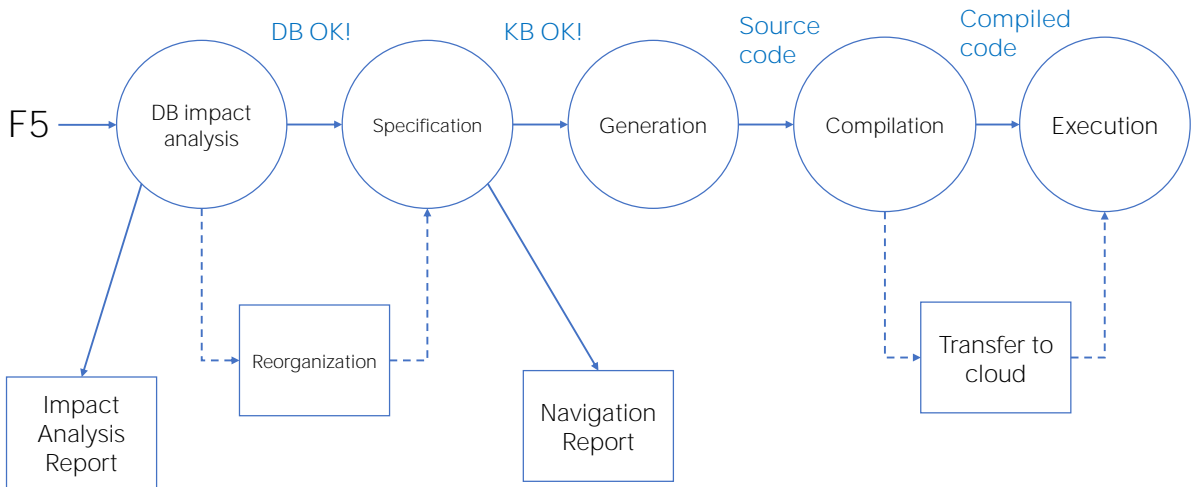 DB OK!
KB OK!
Source
code
Compiled
code
F5
DB impact
analysis
Specification
Generation
Compilation
Execution
Reorganization
Transfer to
cloud
Impact
Analysis
Report
Navigation
Report